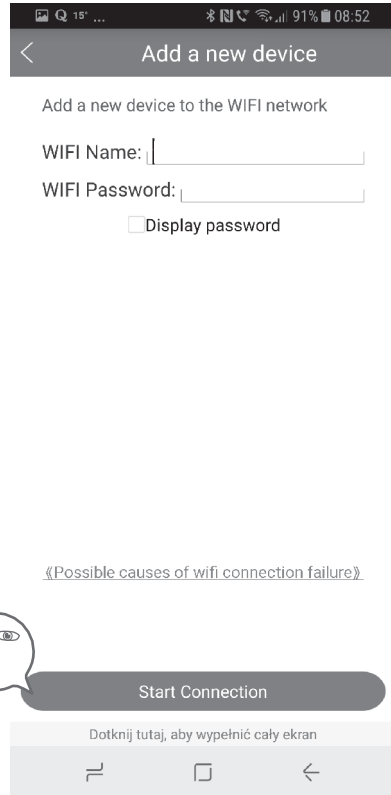 Q 15° ... 91% 08:52
Add a new device
Add a new device to the WIFI network
WIFI Name:
WIFI Password:
Display password
《Possible causes of wifi connection failure》
Start Connection
Dotknij tutaj, aby wypełnić cały ekran